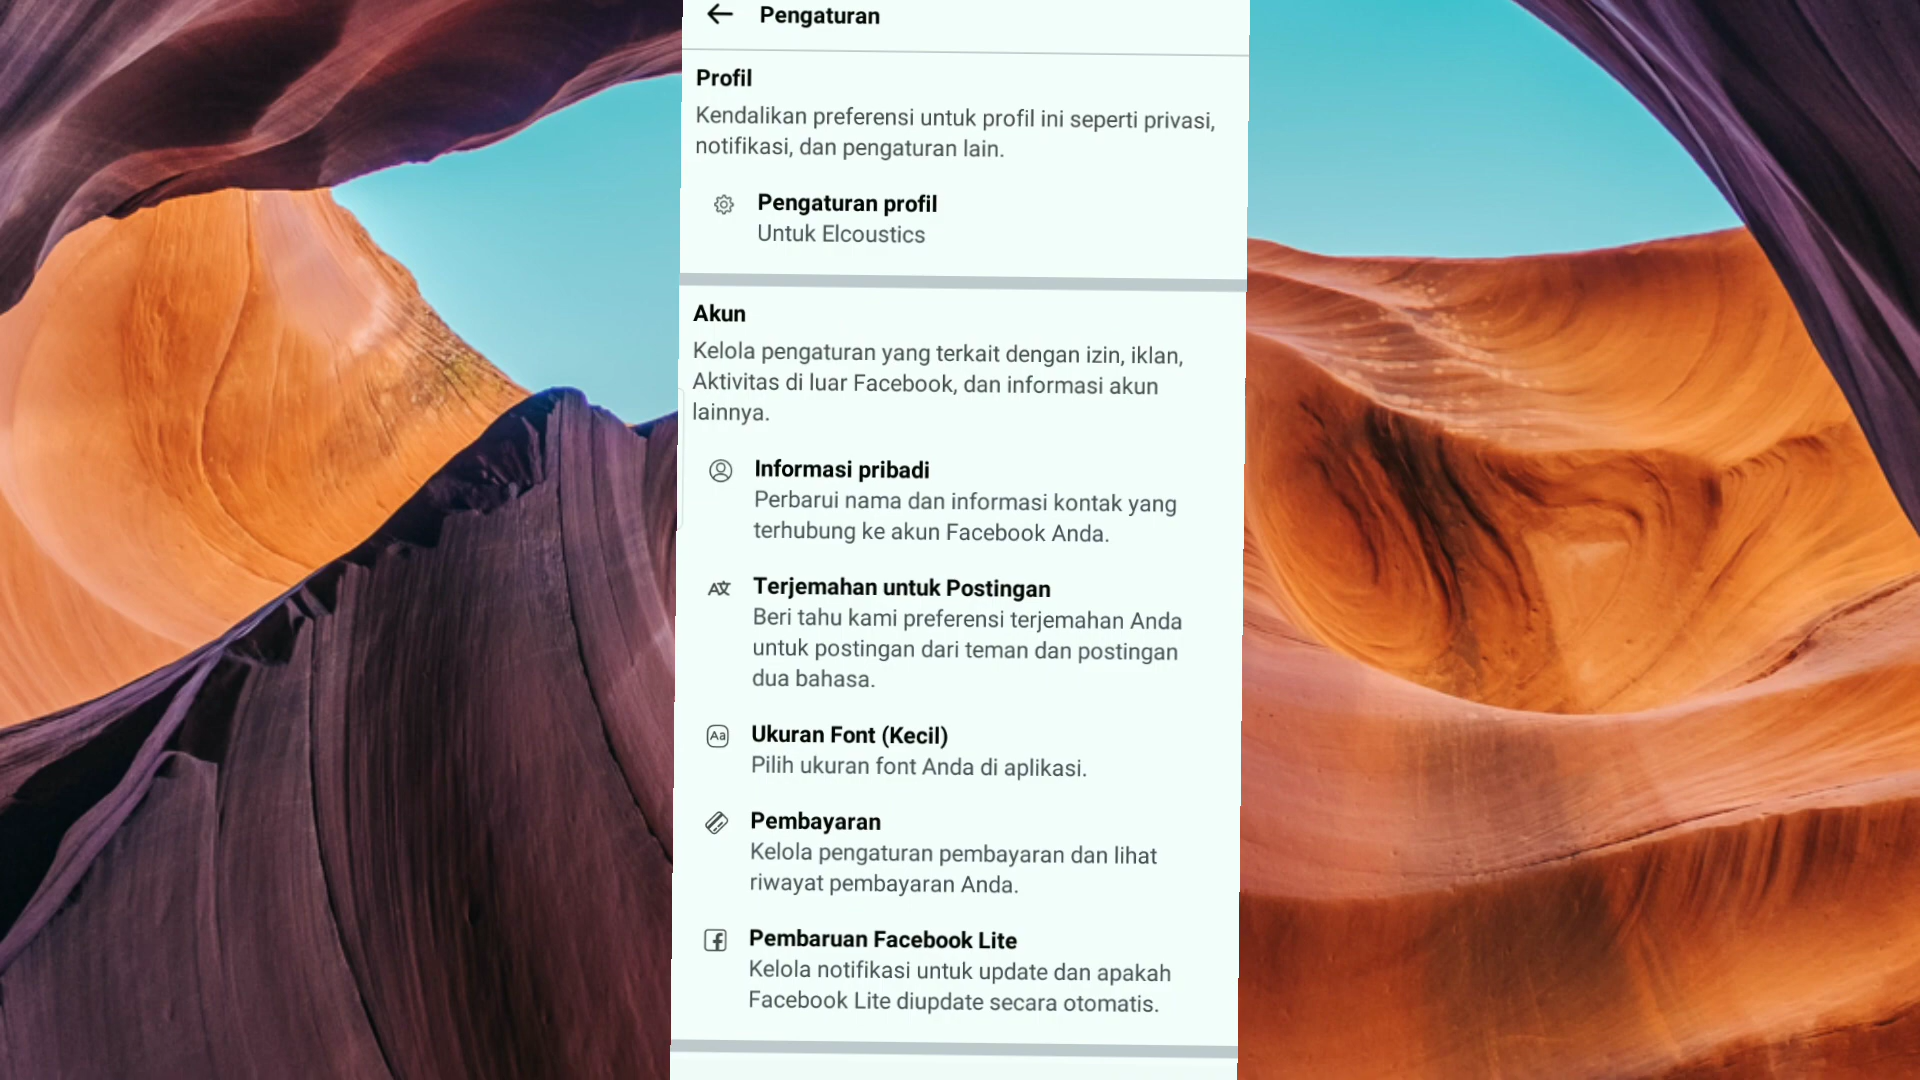 Pengaturan
Profil
Kendalikan preferensi untuk profil ini seperti privasi,
notifikasi, dan pengaturan lain.
Pengaturan profil
Untuk Elcoustics
Akun
Kelola pengaturan yang terkait dengan izin, iklan,
Aktivitas di luar Facebook, dan informasi akun
lainnya.
Informasi pribadi
Perbarui nama dan informasi kontak yang
terhubung ke akun Facebook Anda.
Terjemahan untuk Postingan
Beri tahu kami preferensi terjemahan Anda
untuk postingan dari teman dan postingan
dua bahasa.
Aa
Ukuran Font (Kecil)
Pilih ukuran font Anda di aplikasi.
Pembayaran
Kelola pengaturan pembayaran dan lihat
riwayat pembayaran Anda.
Pembaruan Facebook Lite
Kelola notifikasi untuk update dan apakah
Facebook Lite diupdate secara otomatis.